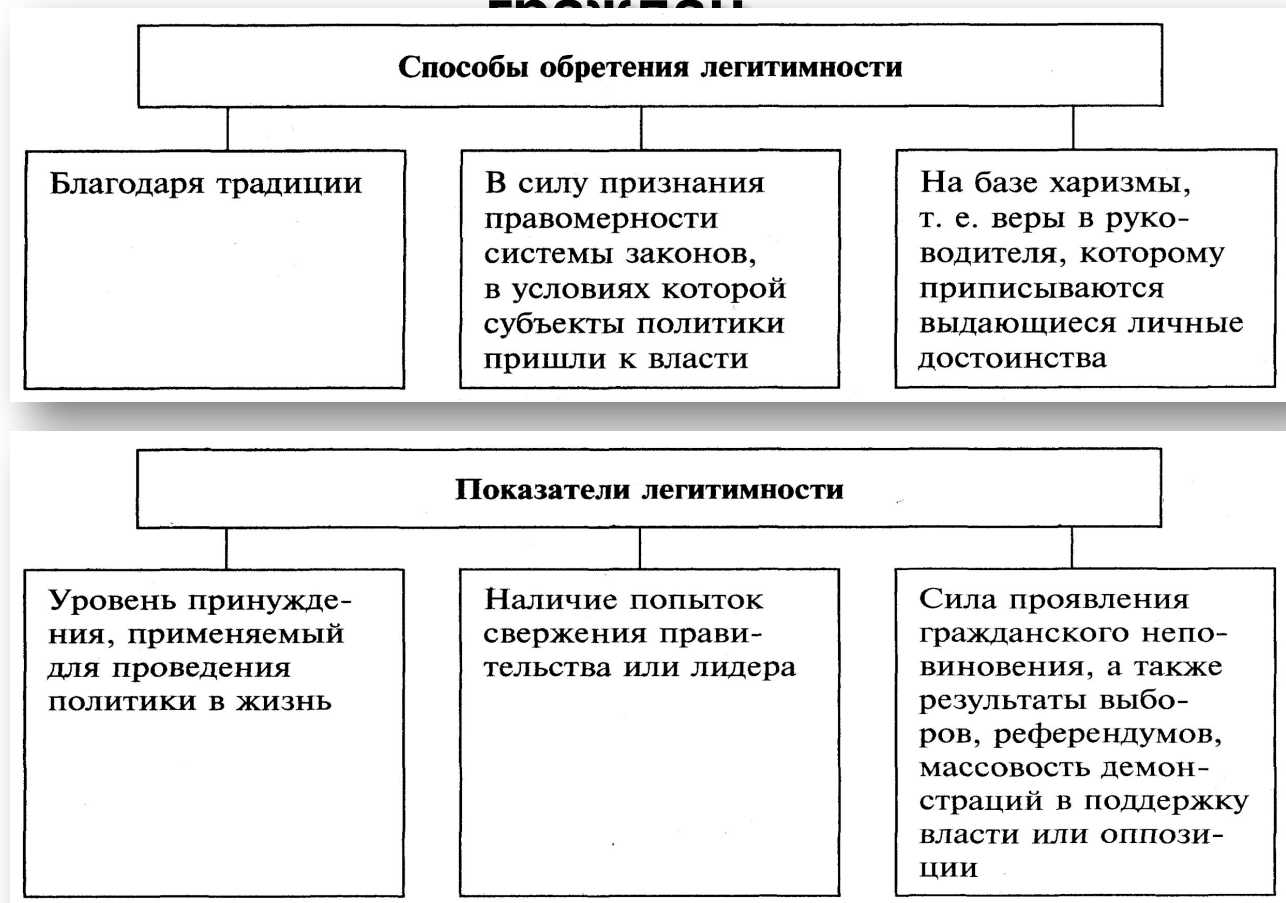 граждан
Способы обретения легитимности
Благодаря традиции
В силу признания
правомерности
системы законов,
в условиях которой
субъекты политики
пришли к власти
На базе харизмы,
т. е. веры в руко-
водителя, которому
приписываются
выдающиеся личные
достоинства
Показатели легитимности
Уровень принужде-
ния, применяемый
для проведения
политики в жизнь
Наличие попыток
свержения прави-
тельства или лидера
Сила проявления
гражданского непо-
виновения, а также
результаты выбо-
ров, референдумов,
массовость демон-
страций в поддержку
власти или оппози-
ции